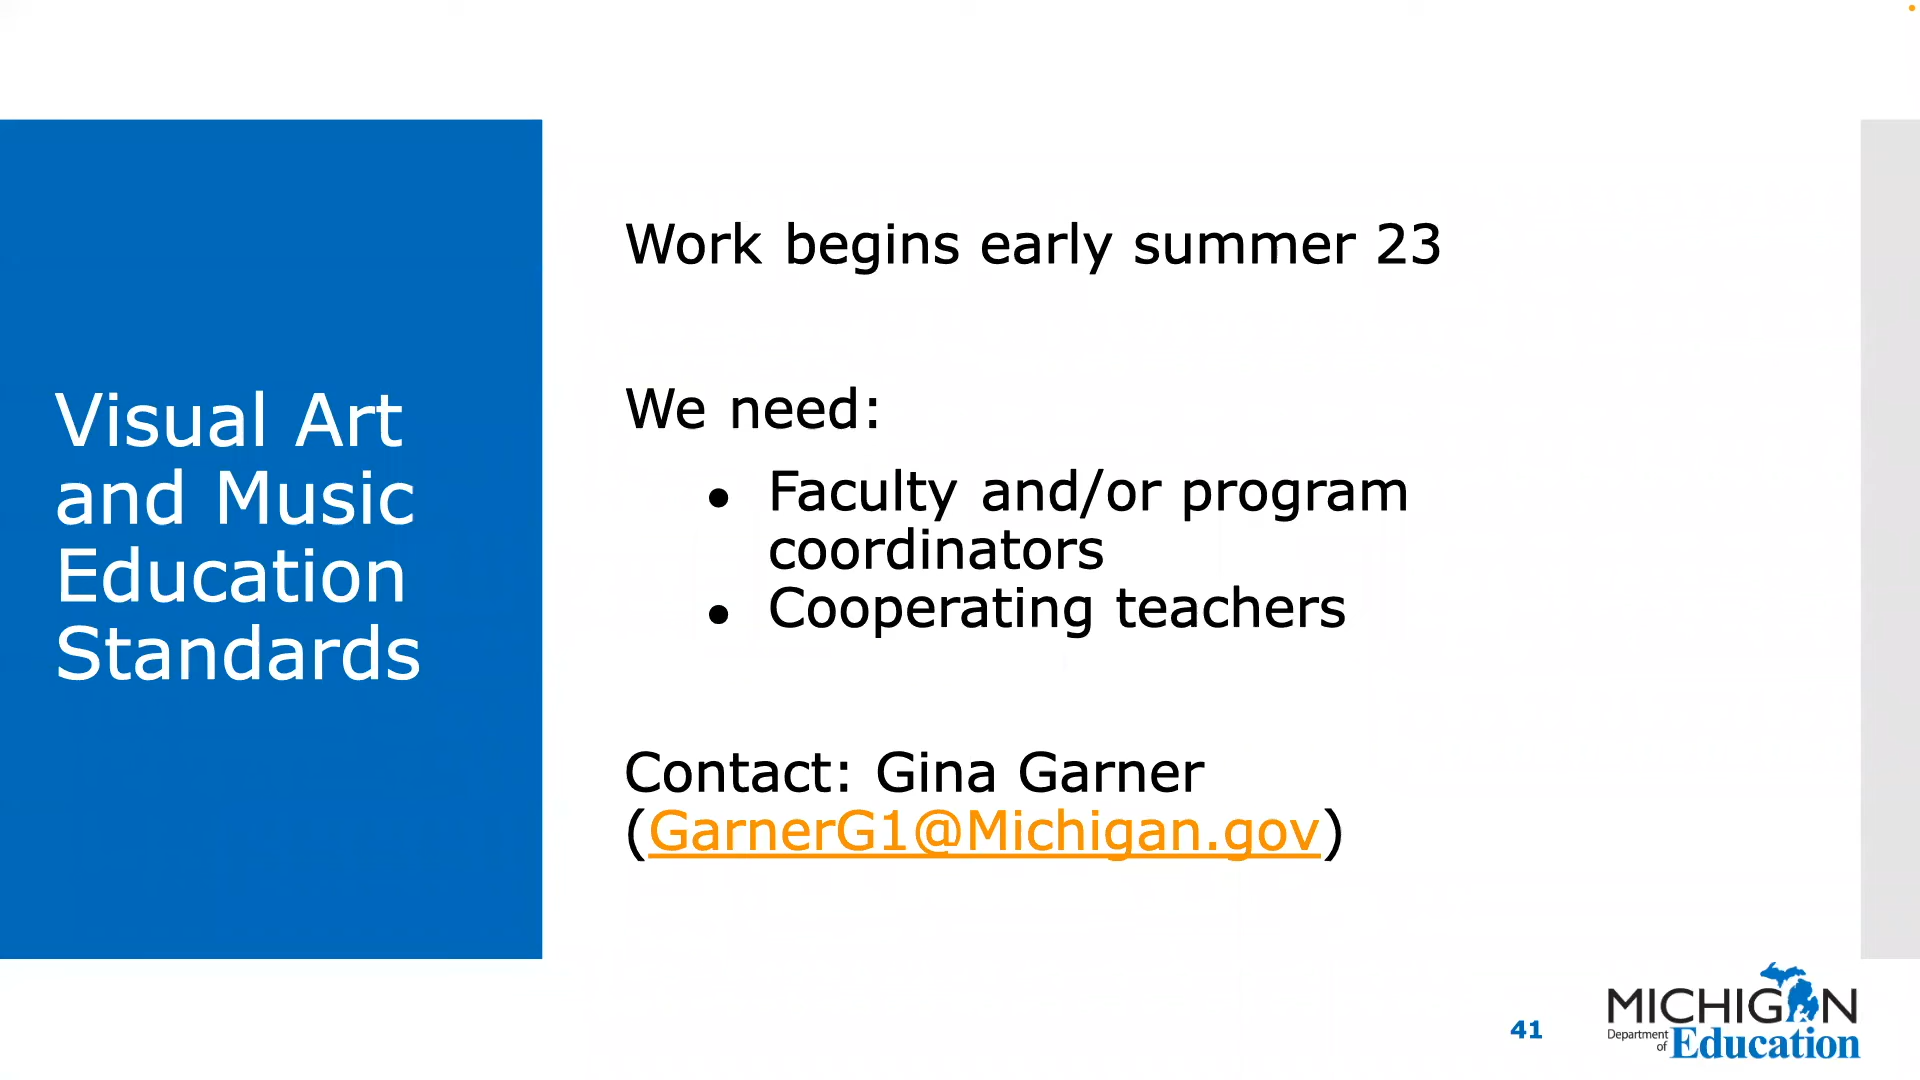 Visual Art
and Music
Education
Standards
Work begins early summer 23
We need:
● Faculty and/or program
coordinators
● Cooperating teachers
Contact: Gina Garner
(GarnerG1@Michigan.gov)
41
MICHIGAN
Department
of Education